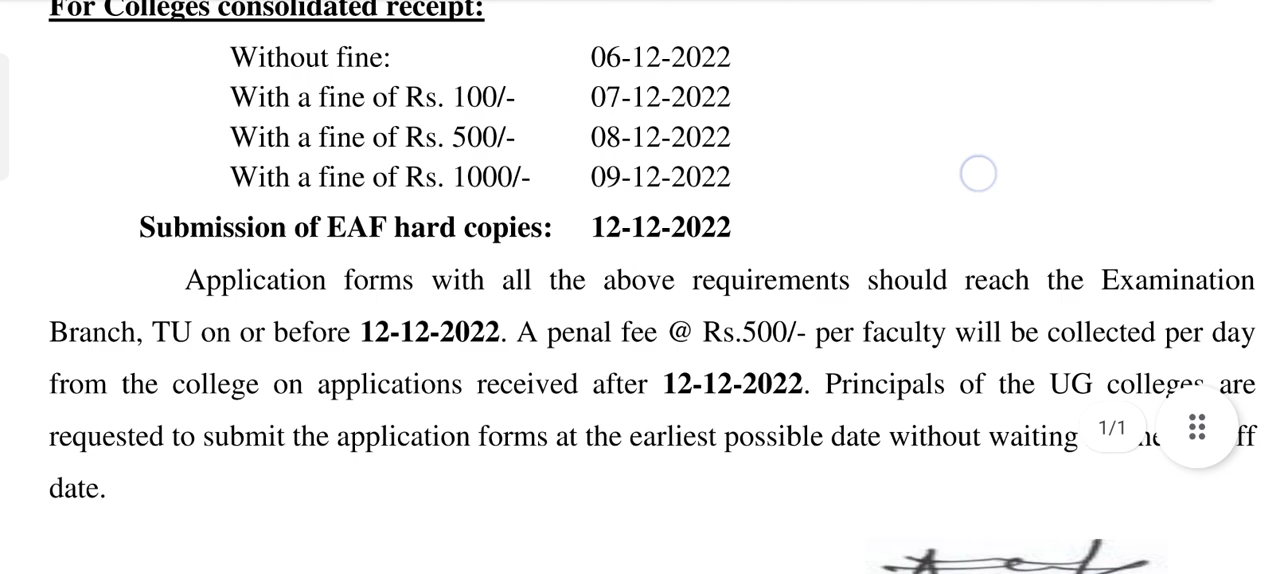 For Colleges consolidated receipt:
Without fine: 06-12-2022
With a fine of Rs. 100/- 07-12-2022
With a fine of Rs. 500/- 08-12-2022
With a fine of Rs. 1000/- 09-12-2022
Submission of EAF hard copies: 12-12-2022
Application forms with all the above requirements should reach the Examination
Branch, TU on or before 12-12-2022. A penal fee @ Rs.500/- per faculty will be collected per day
from the college on applications received after 12-12-2022. Principals of the UG colleges are
requested to submit the application forms at the earliest possible date without waiting
1/1
date.